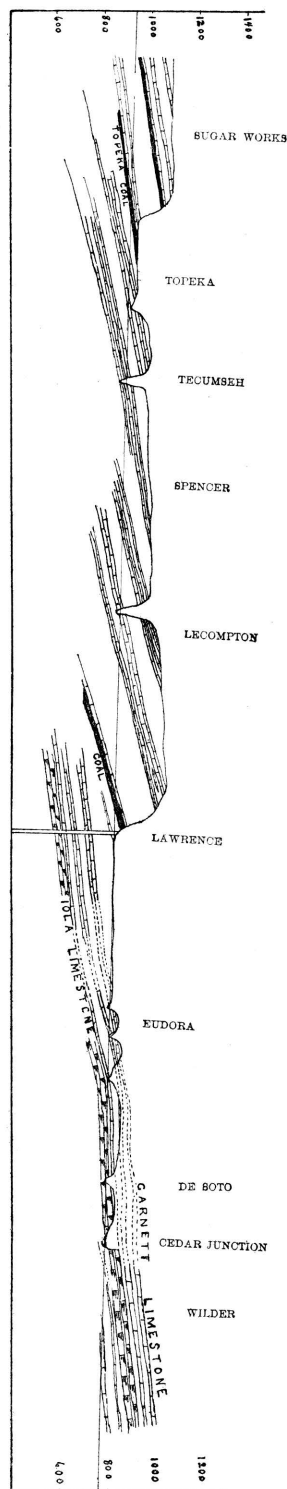 400 800 1000 1200 1400
SUGAR WORKS
TOPEKA COAL
TOPEKA
TECUMSEH
SPENCER
LECOMPTON
COAL
LAWRENCE
IOLA LIMESTONE
EUDORA
DE SOTO
GARNETT LIMESTONE
CEDAR JUNCTION
WILDER
400 800 1000 1200